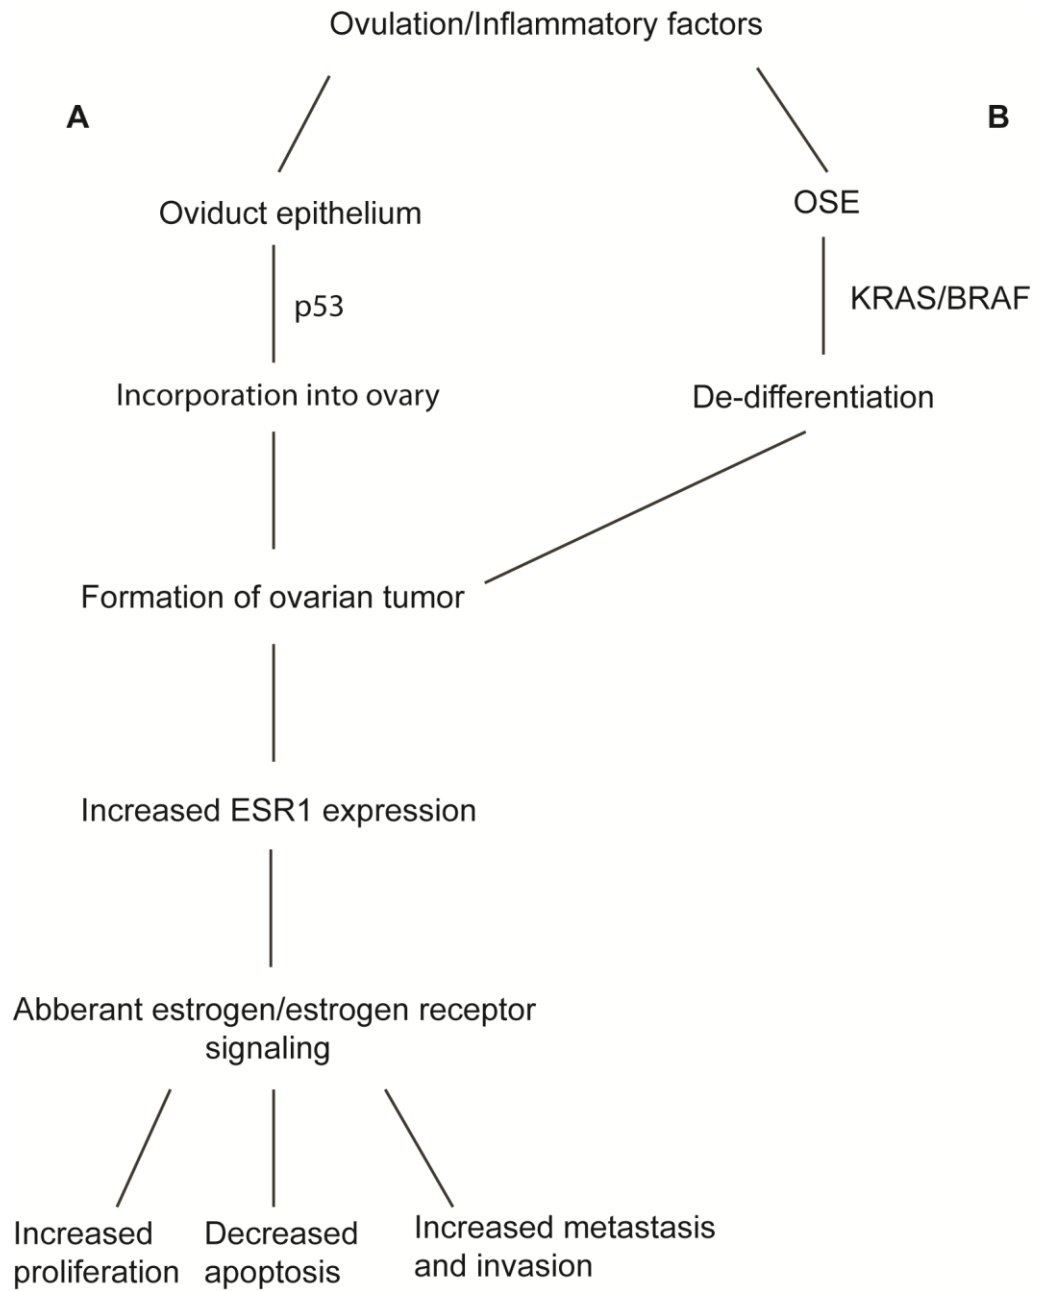 Ovulation/Inflammatory factors
A
B
Oviduct epithelium
OSE
p53
KRAS/BRAF
Incorporation into ovary
De-differentiation
Formation of ovarian tumor
Increased ESR1 expression
Abberant estrogen/estrogen receptor
signaling
Increased
proliferation
Decreased
apoptosis
Increased metastasis
and invasion